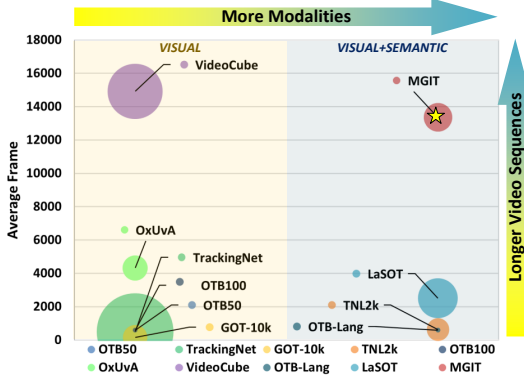 More Modalities
VISUAL
VISUAL+SEMANTIC
Longer Video Sequences
Average Frame
18000
16000
14000
12000
10000
8000
6000
4000
2000
0
VideoCube
MGIT
OxUvA
TrackingNet
OTB100
OTB50
GOT-10k
LaSOT
TNL2k
OTB-Lang
OTB50 TrackingNet GOT-10k TNL2k OTB100
OxUvA VideoCube OTB-Lang LaSOT MGIT